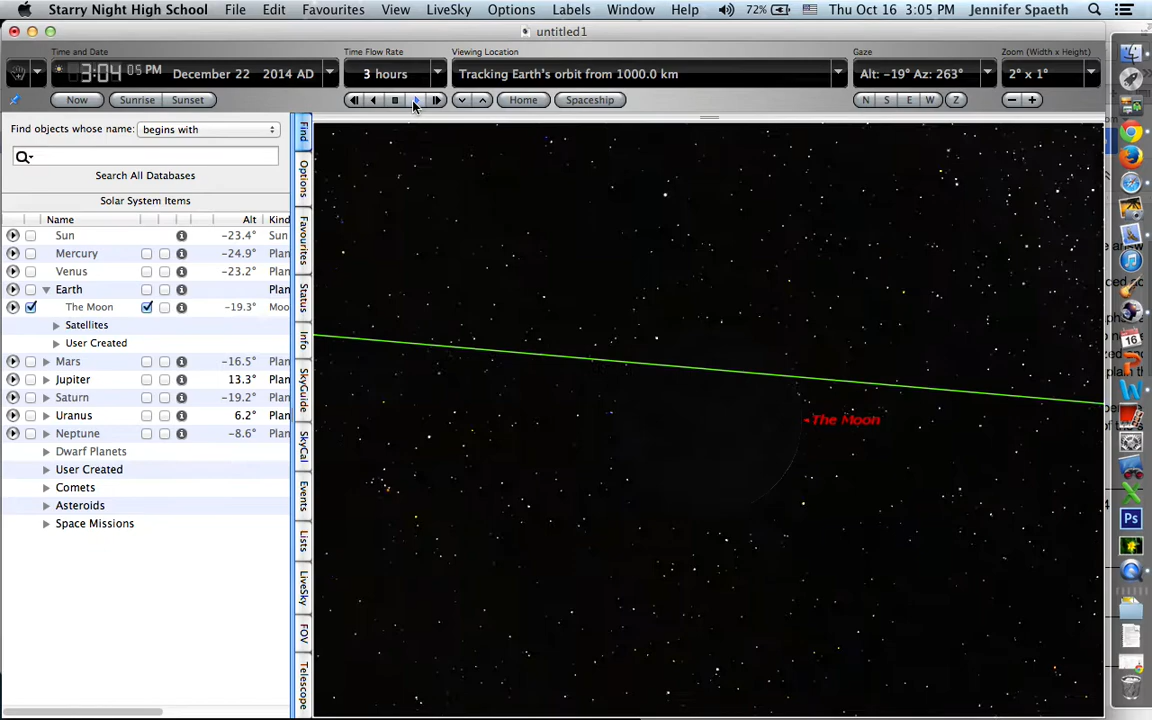 Starry Night High School File Edit Favourites View LiveSky Options Labels Window Help 72% Thu Oct 16 3:05 PM Jennifer Spaeth
untitled1
Time and Date Time Flow Rate Viewing Location Gaze Zoom (Width x Height)
3:04 05 PM December 22 2014 AD 3 hours Tracking Earth's orbit from 1000.0 km Alt: -19° Az: 263° 2° x 1°
Now Sunrise Sunset Home Spaceship N S E W Z
Find objects whose name: begins with
Search All Databases
Solar System Items
Name Alt Kind
Sun -23.4° Sun
Mercury -24.9° Plan
Venus -23.2° Plan
Earth Plan
The Moon -19.3° Moo
Satellites
User Created
Mars -16.5° Plan
Jupiter 13.3° Plan
Saturn -19.2° Plan
Uranus 6.2° Plan
Neptune -8.6° Plan
Dwarf Planets
User Created
Comets
Asteroids
Space Missions
Find
Options
Favourites
Status
Info
SkyGuide
SkyCal
Events
Lists
LiveSky
FOV
Telescope
The Moon
16
Ps